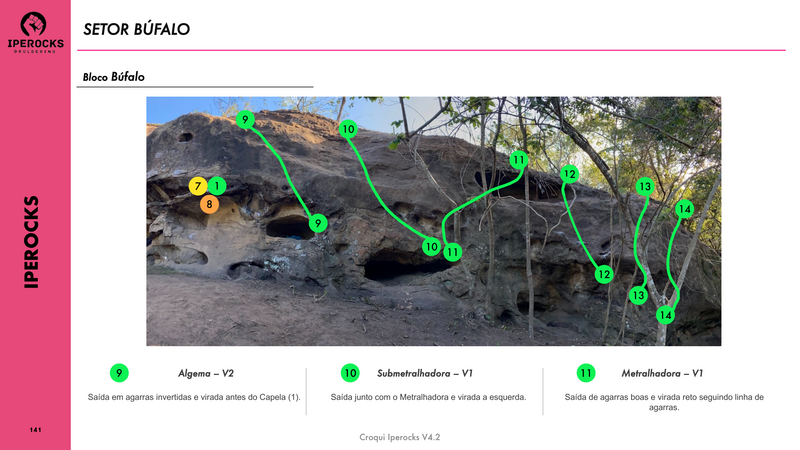 IPEROCKS
BOULDERING
SETOR BÚFALO
Bloco Búfalo
9
10
11
12
13
14
7
1
8
9
10
11
12
13
14
9
Algema – V2
Saída em agarras invertidas e virada antes do Capela (1).
10
Submetralhadora – V1
Saída junto com o Metralhadora e virada a esquerda.
11
Metralhadora – V1
Saída de agarras boas e virada reto seguindo linha de
agarras.
IPEROCKS
141
Croqui Iperocks V4.2